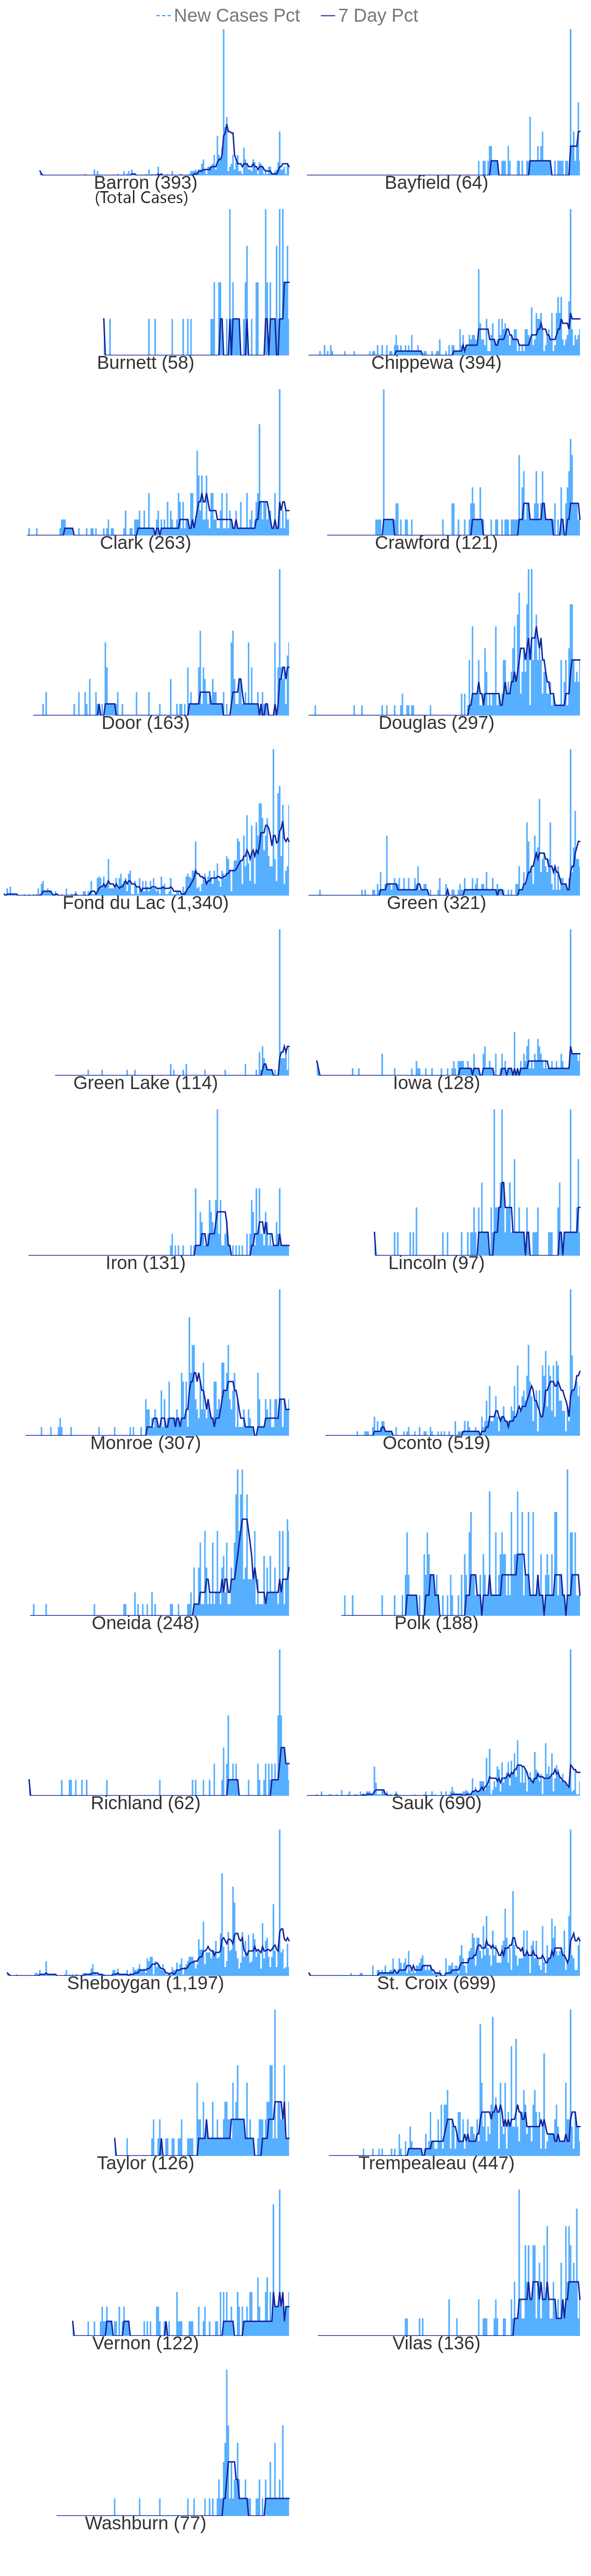 New Cases Pct 7 Day Pct
Barron (393) Bayfield (64)
(Total Cases)
Burnett (58) Chippewa (394)
Clark (263) Crawford (121)
Door (163) Douglas (297)
Fond du Lac (1,340) Green (321)
Green Lake (114) Iowa (128)
Iron (131) Lincoln (97)
Monroe (307) Oconto (519)
Oneida (248) Polk (188)
Richland (62) Sauk (690)
Sheboygan (1,197) St. Croix (699)
Taylor (126) Trempealeau (447)
Vernon (122) Vilas (136)
Washburn (77)